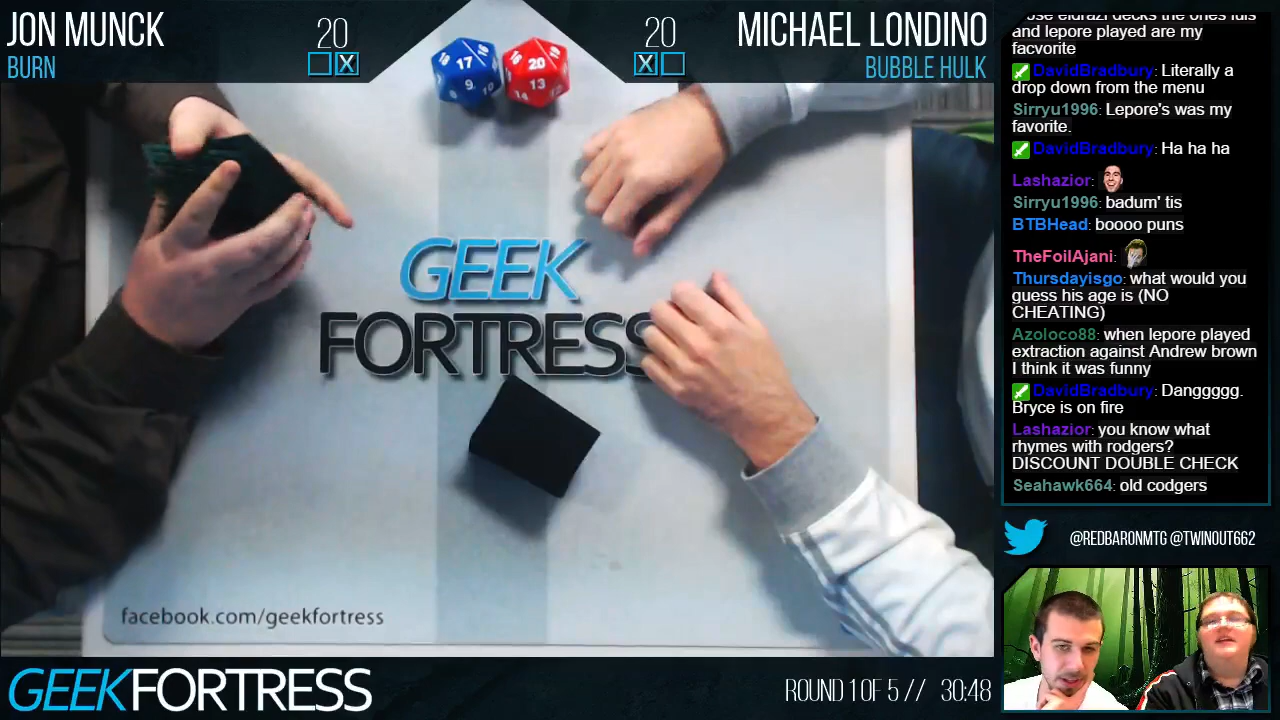 JON MUNCK
BURN
20
X
20
X
MICHAEL LONDINO
BUBBLE HULK
17
9
20
13
14
GEEK
FORTRESS
facebook.com/geekfortress
and lepore played are my
facvorite
DavidBradbury: Literally a
drop down from the menu
Sirryu1996: Lepore's was my
favorite.
DavidBradbury: Ha ha ha
Lashazior:
Sirryu1996: badum' tis
BTBHead: boooo puns
TheFoilAjani:
Thursdayisgo: what would you
guess his age is (NO
CHEATING)
Azoloco88: when lepore played
extraction against Andrew brown
I think it was funny
DavidBradbury: Danggggg.
Bryce is on fire
Lashazior: you know what
rhymes with rodgers?
DISCOUNT DOUBLE CHECK
Seahawk664: old codgers
@REDBARONMTG @TWINOUT662
GEEKFORTRESS
ROUND 1 OF 5 // 30:48